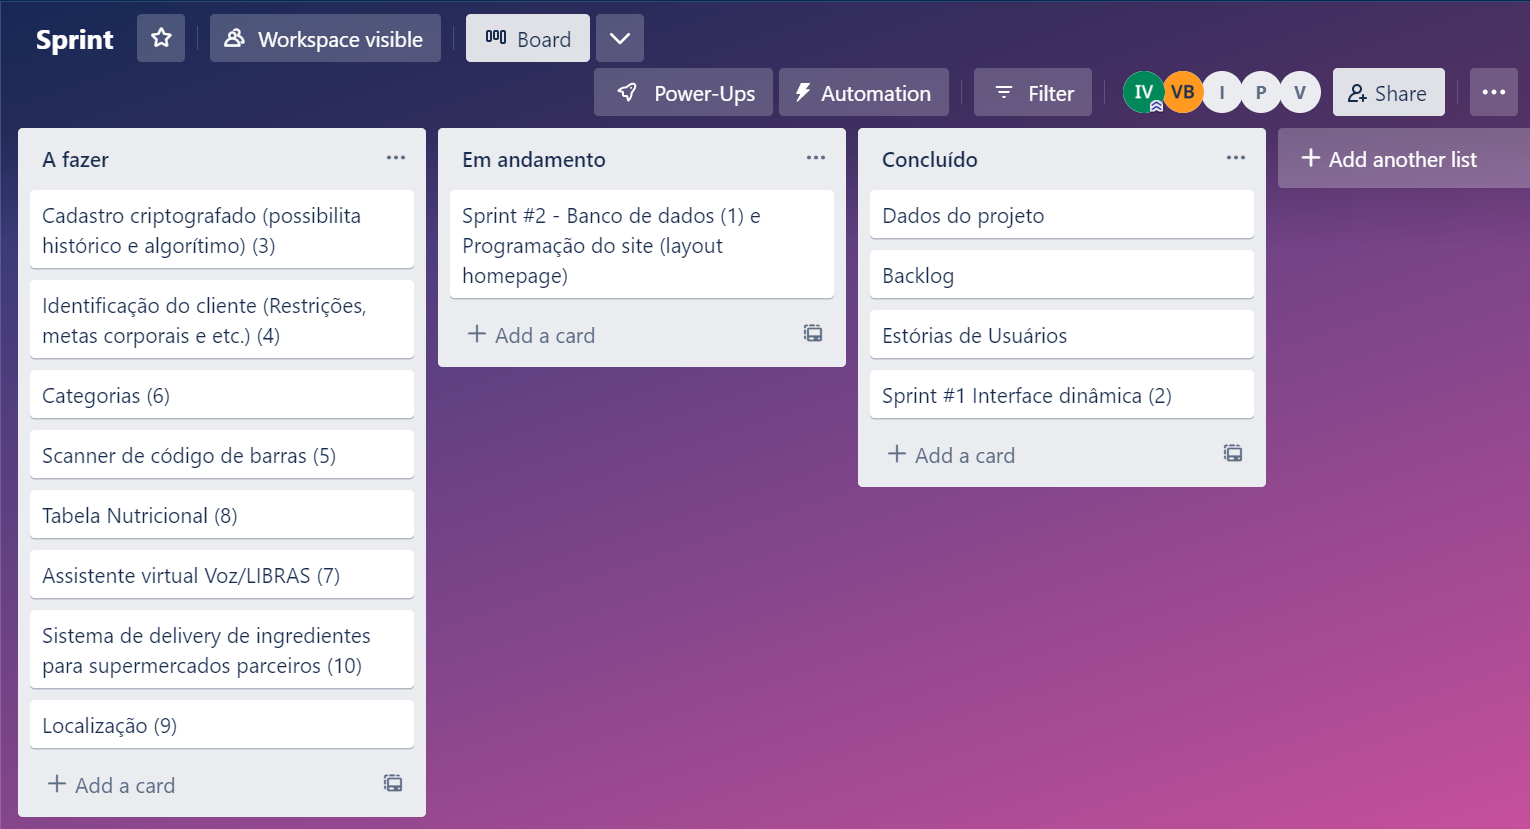 Sprint
Workspace visible
Board
Power-Ups
Automation
Filter
IV
VB
I
P
V
Share
A fazer
Cadastro criptografado (possibilita
histórico e algorítimo) (3)
Identificação do cliente (Restrições,
metas corporais e etc.) (4)
Categorias (6)
Scanner de código de barras (5)
Tabela Nutricional (8)
Assistente virtual Voz/LIBRAS (7)
Sistema de delivery de ingredientes
para supermercados parceiros (10)
Localização (9)
Add a card
Em andamento
Sprint #2 - Banco de dados (1) e
Programação do site (layout
homepage)
Add a card
Concluído
Dados do projeto
Backlog
Estórias de Usuários
Sprint #1 Interface dinâmica (2)
Add a card
Add another list